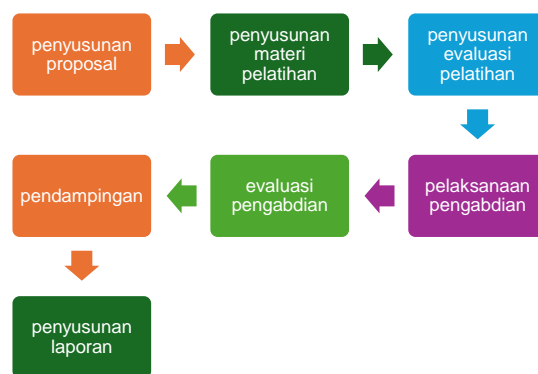 penyusunan
proposal
penyusunan
materi
pelatihan
penyusunan
evaluasi
pelatihan
pelaksanaan
pengabdian
evaluasi
pengabdian
pendampingan
penyusunan
laporan